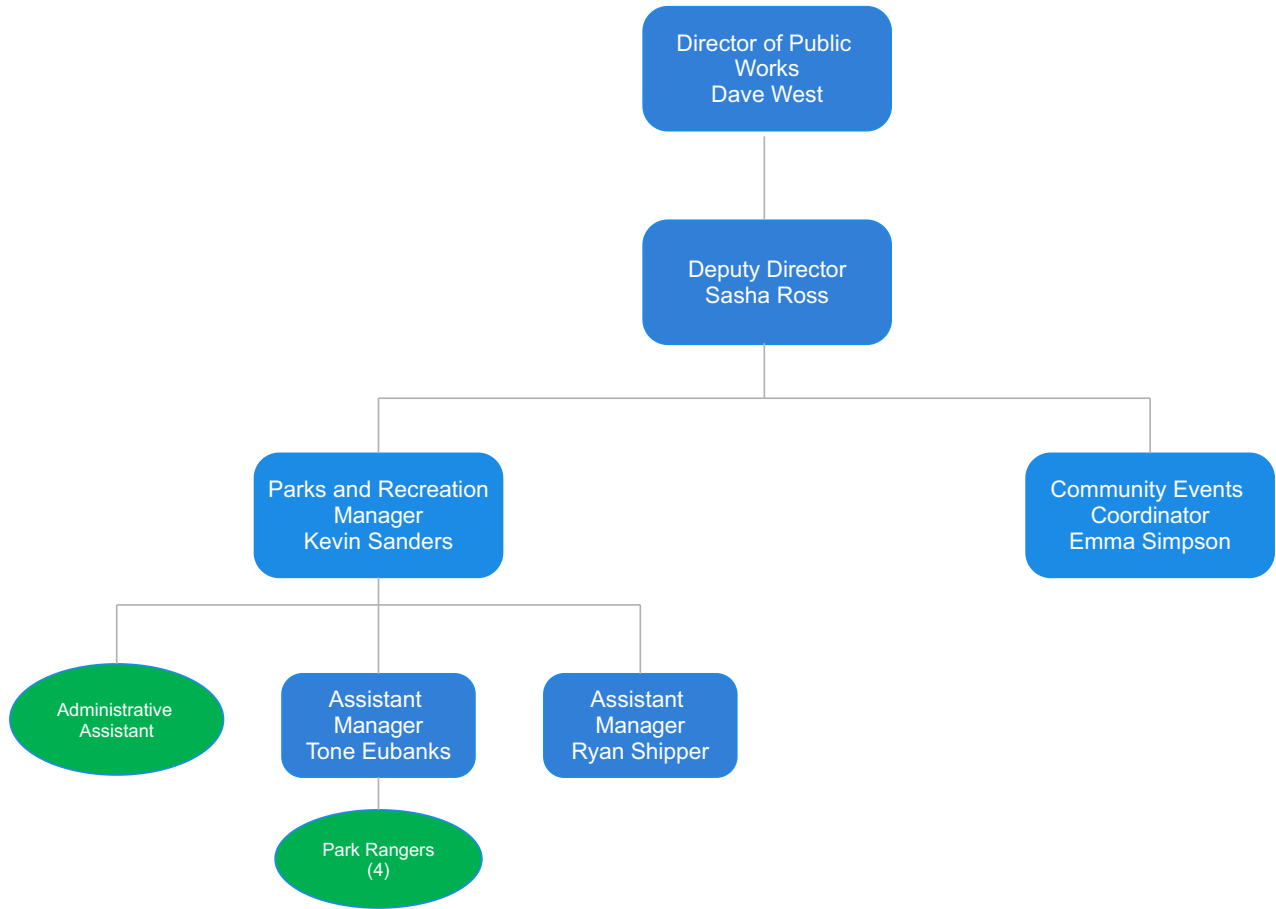 Director of Public
Works
Dave West
Deputy Director
Sasha Ross
Parks and Recreation
Manager
Kevin Sanders
Community Events
Coordinator
Emma Simpson
Administrative
Assistant
Assistant
Manager
Tone Eubanks
Assistant
Manager
Ryan Shipper
Park Rangers
(4)